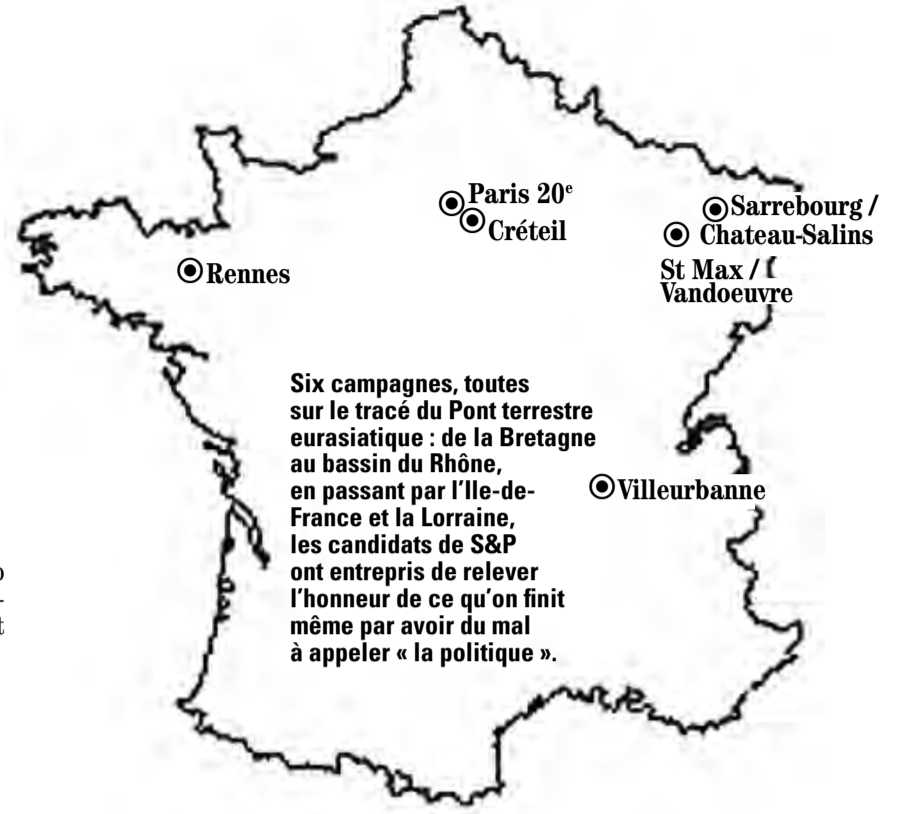 Paris 20e
Créteil
Sarrebourg /
Chateau-Salins
St Max /
Vandoeuvre
Rennes
Six campagnes, toutes
sur le tracé du Pont terrestre
eurasiatique : de la Bretagne
au bassin du Rhône,
en passant par l'Ile-de-
France et la Lorraine,
les candidats de S&P
ont entrepris de relever
l'honneur de ce qu'on finit
même par avoir du mal
à appeler « la politique ».
Villeurbanne